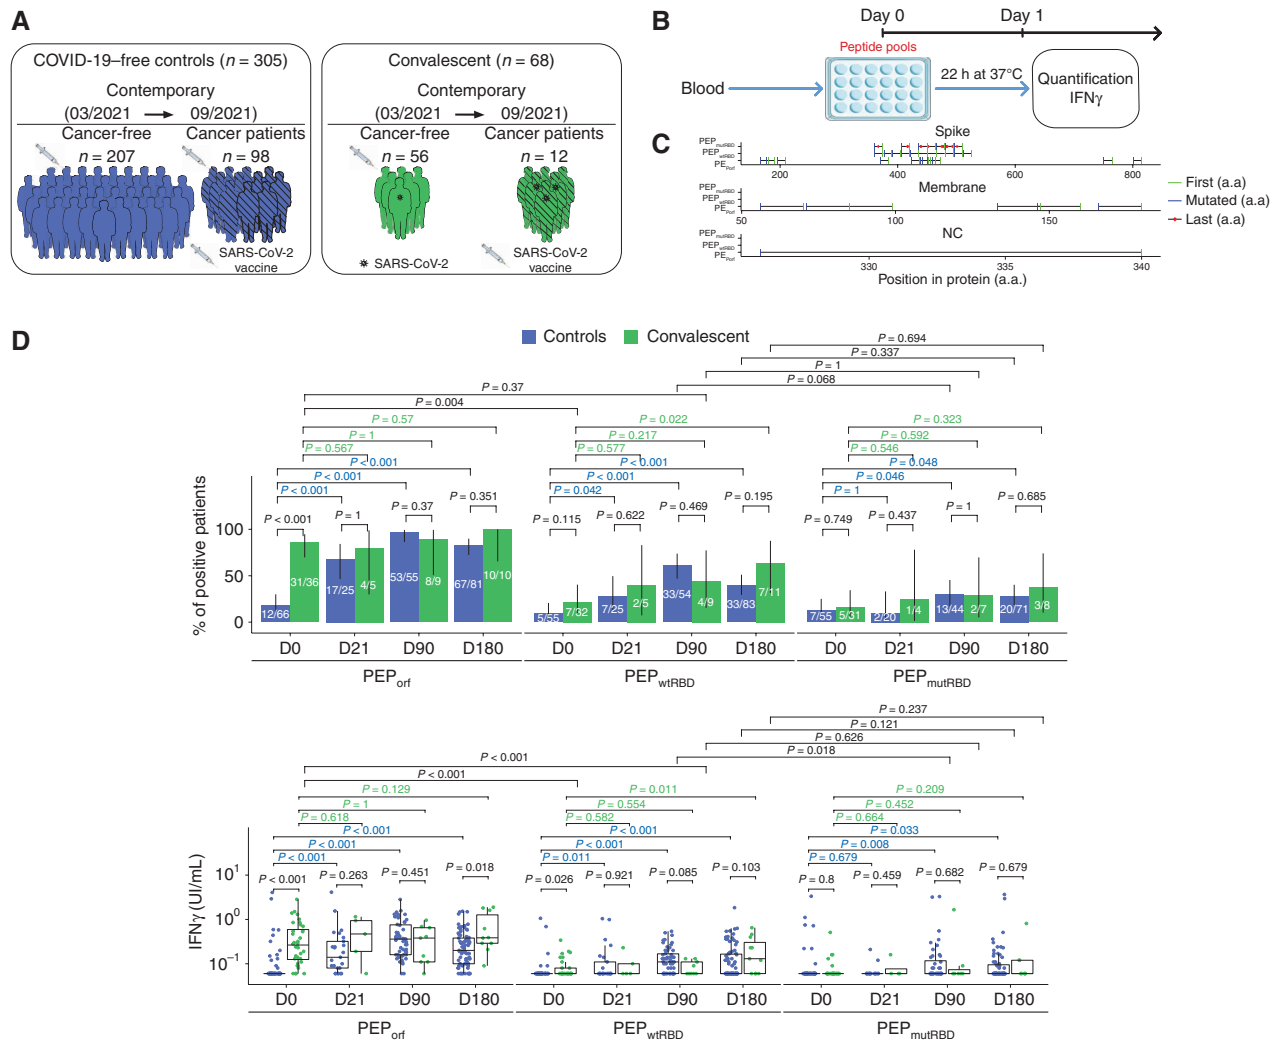 A
COVID-19–free controls (n = 305)
Contemporary
(03/2021 → 09/2021)
Cancer-free
n = 207
Cancer patients
n = 98
SARS-CoV-2
vaccine
Convalescent (n = 68)
Contemporary
(03/2021 → 09/2021)
Cancer-free
n = 56
Cancer patients
n = 12
SARS-CoV-2
SARS-CoV-2
vaccine
B
Day 0
Day 1
Peptide pools
Blood
22 h at 37°C
Quantification
IFNγ
C
Spike
PEPmutRBD
PEPwtRBD
PEPorf
200
400
600
800
Membrane
PEPmutRBD
PEPwtRBD
PEPorf
50
100
150
NC
PEPmutRBD
PEPwtRBD
PEPorf
330
335
340
Position in protein (a.a.)
First (a.a)
Mutated (a.a)
Last (a.a)
D
Controls
Convalescent
P = 0.694
P = 0.337
P = 1
P = 0.068
P = 0.37
P = 0.004
P = 0.57
P = 1
P = 0.567
P < 0.001
P < 0.001
P < 0.001
P < 0.001
P = 1
P = 0.37
P = 0.351
P = 0.022
P = 0.217
P = 0.577
P < 0.001
P < 0.001
P = 0.042
P = 0.115
P = 0.622
P = 0.469
P = 0.195
P = 0.323
P = 0.592
P = 0.546
P = 0.048
P = 0.046
P = 1
P = 0.749
P = 0.437
P = 1
P = 0.685
% of positive patients
100
50
0
12/66
31/36
17/25
4/5
53/55
8/9
67/81
10/10
5/55
7/32
7/25
2/5
33/54
4/9
33/83
7/11
7/55
5/31
2/20
1/4
13/44
2/7
20/71
3/8
D0 D21 D90 D180
D0 D21 D90 D180
D0 D21 D90 D180
PEPorf
PEPwtRBD
PEPmutRBD
P = 0.237
P = 0.121
P = 0.626
P = 0.018
P < 0.001
P < 0.001
P = 0.129
P = 1
P = 0.618
P < 0.001
P < 0.001
P < 0.001
P < 0.001
P = 0.263
P = 0.451
P = 0.018
P = 0.011
P = 0.554
P = 0.582
P < 0.001
P < 0.001
P = 0.011
P = 0.026
P = 0.921
P = 0.085
P = 0.103
P = 0.209
P = 0.452
P = 0.664
P = 0.033
P = 0.008
P = 0.679
P = 0.8
P = 0.459
P = 0.682
P = 0.679
IFNγ (UI/mL)
10¹
10⁰
10⁻¹
D0 D21 D90 D180
D0 D21 D90 D180
D0 D21 D90 D180
PEPorf
PEPwtRBD
PEPmutRBD